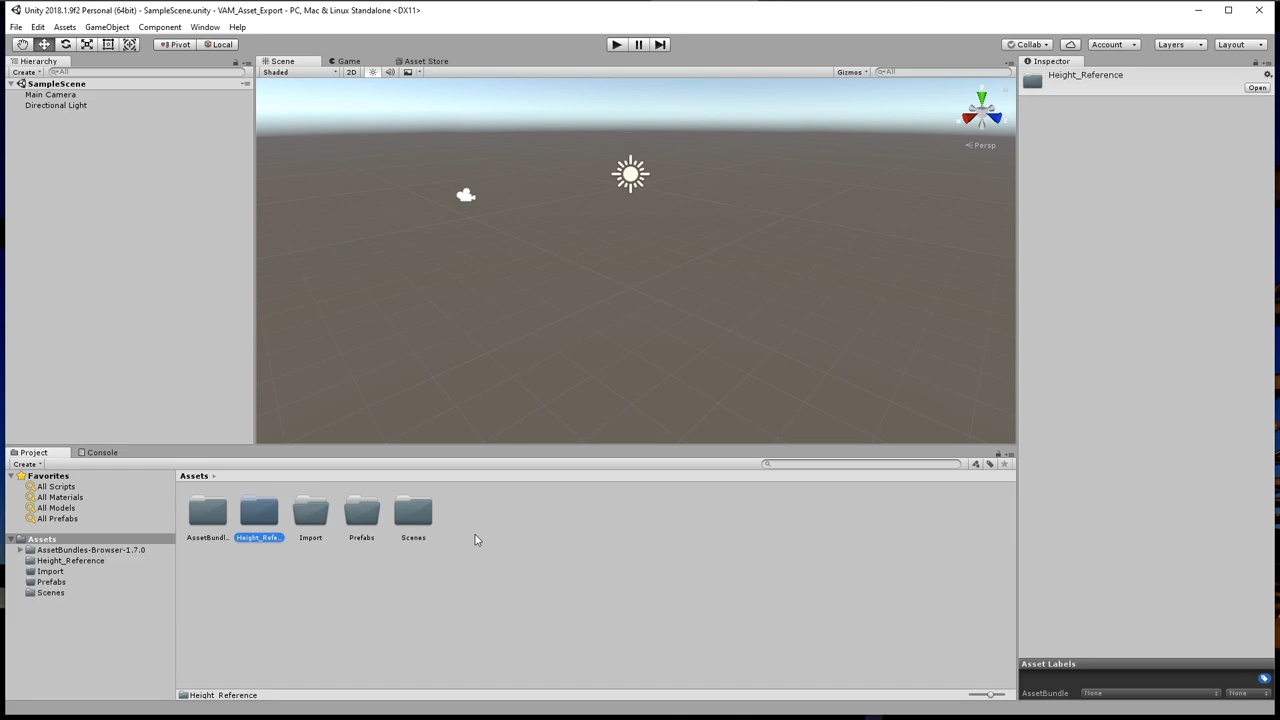 Unity 2018.1.9f2 Personal (64bit) - SampleScene.unity - VAM_Asset_Export - PC, Mac & Linux Standalone <DX11>
File Edit Assets GameObject Component Window Help
Pivot Local Collab Account Layers Layout
Hierarchy
Create All
SampleScene
Main Camera
Directional Light
Scene Game Asset Store
Shaded 2D Gizmos All
Persp
Inspector
Height_Reference
Open
Project Console
Create
Favorites
All Scripts
All Materials
All Models
All Prefabs
Assets
AssetBundles-Browser-1.7.0
Height_Reference
Import
Prefabs
Scenes
Assets
AssetBundl... Height_Refe... Import Prefabs Scenes
Height_Reference
Asset Labels
AssetBundle None None